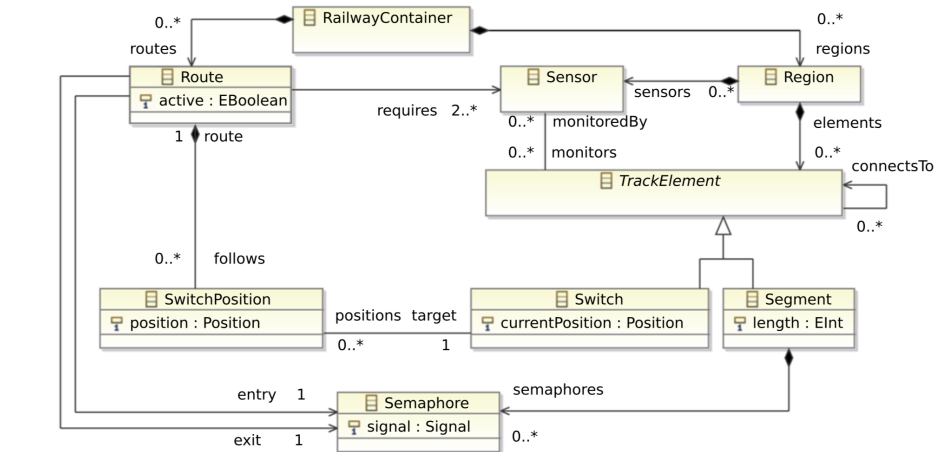 RailwayContainer
0..*
0..*
routes
regions
Route
active : EBoolean
Sensor
Region
requires 2..*
sensors 0..*
1 route
0..* monitoredBy
elements
0..* monitors
0..*
connectsTo
TrackElement
0..*
0..* follows
SwitchPosition
position : Position
positions target
0..* 1
Switch
currentPosition : Position
Segment
length : EInt
entry 1
semaphores
Semaphore
signal : Signal
exit 1
0..*